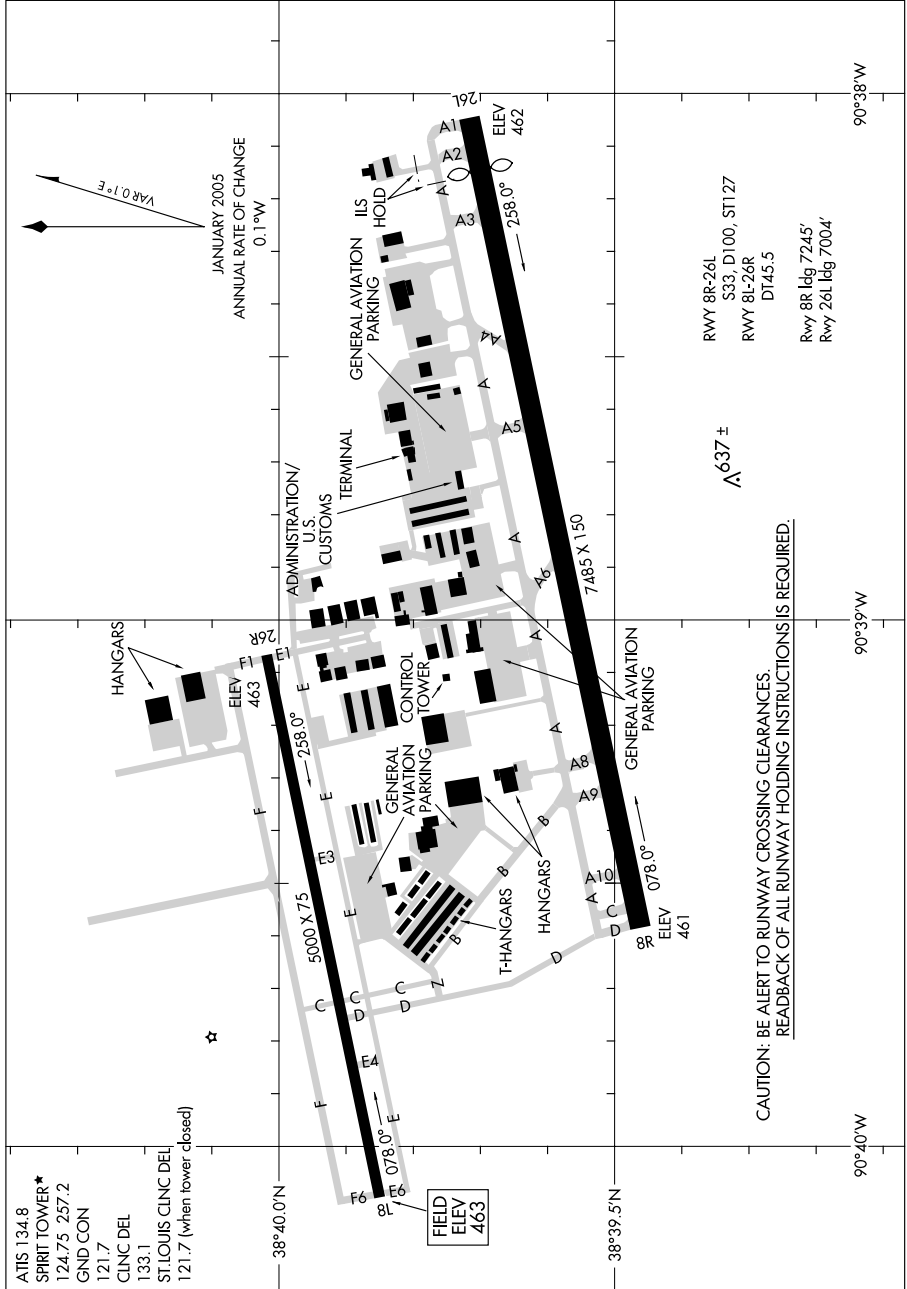 ATIS 134.8
SPIRIT TOWER★
124.75 257.2
GND CON
121.7
CLNC DEL
133.1
ST.LOUIS CLNC DEL
121.7 (when tower closed)
VAR 0.1°E
JANUARY 2005
ANNUAL RATE OF CHANGE
0.1°W
HANGARS
ADMINISTRATION/
U.S.
CUSTOMS
TERMINAL
GENERAL AVIATION
PARKING
ILS
HOLD
A1
26L
A2
ELEV
462
A
A3
258.0°
A4
A
A5
A
A6
7485 X 150
A
A
A8
A9
A10
A
C
D
078.0°
8R
ELEV
461
F1
26R
E1
ELEV
463
E
258.0°
E
F
E3
E
5000 X 75
C
C
C
D
D
Z
E4
F
E
078.0°
F6
E6
8L
FIELD
ELEV
463
CONTROL
TOWER
GENERAL
AVIATION
PARKING
B
B
B
T-HANGARS
HANGARS
D
GENERAL AVIATION
PARKING
RWY 8R-26L
S33, D100, ST127
RWY 8L-26R
DT45.5
Rwy 8R ldg 7245'
Rwy 26L ldg 7004'
637 ±
CAUTION: BE ALERT TO RUNWAY CROSSING CLEARANCES.
READBACK OF ALL RUNWAY HOLDING INSTRUCTIONS IS REQUIRED.
38°40.0'N
38°39.5'N
90°40'W
90°39'W
90°38'W